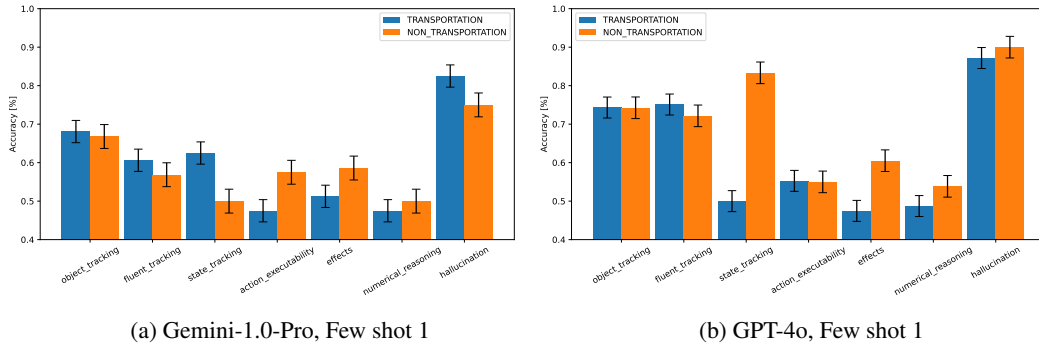 1.0
0.9
0.8
0.7
0.6
0.5
0.4
Accuracy [%]
TRANSPORTATION
NON_TRANSPORTATION
object_tracking
fluent_tracking
state_tracking
action_executability
effects
numerical_reasoning
hallucination
(a) Gemini-1.0-Pro, Few shot 1
1.0
0.9
0.8
0.7
0.6
0.5
0.4
Accuracy [%]
TRANSPORTATION
NON_TRANSPORTATION
object_tracking
fluent_tracking
state_tracking
action_executability
effects
numerical_reasoning
hallucination
(b) GPT-4o, Few shot 1